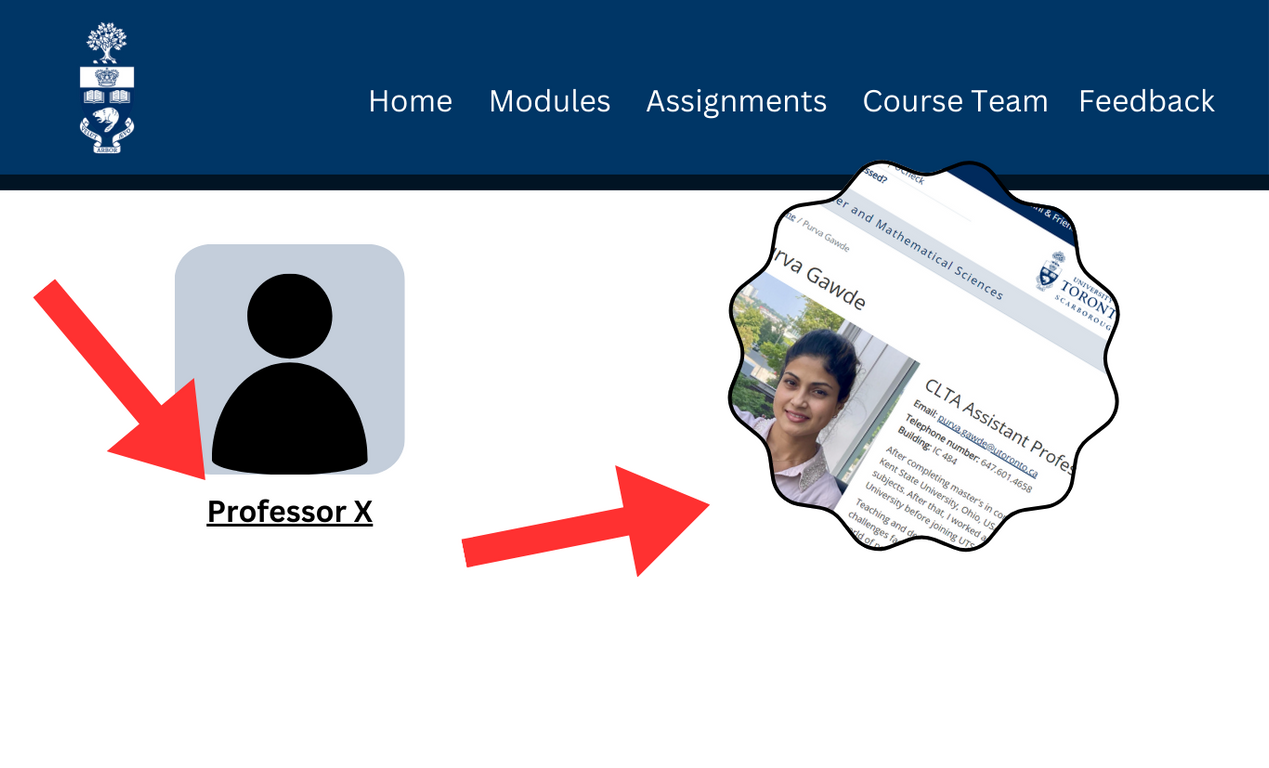 Home Modules Assignments Course Team Feedback
ARBOR
Check
ssed?
er and Mathematical Sciences
/ Purva Gawde
rva Gawde
UNIVERSITY
TORONT
SCARBOROUG
CLTA Assistant Profes
Email: purva.gawde@utoronto.ca
Telephone number: 647.601.4658
Building: IC 484
After completing master's in co
Kent State University, Ohio, US
subjects. After that, I worked a
University before joining UTS
Teaching and de
challenges fa
Professor X